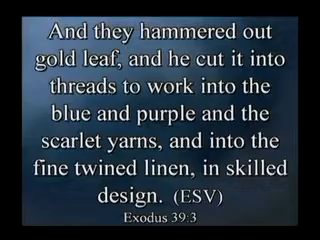 And they hammered out
gold leaf, and he cut it into
threads to work into the
blue and purple and the
scarlet yarns, and into the
fine twined linen, in skilled
design. (ESV)
Exodus 39:3